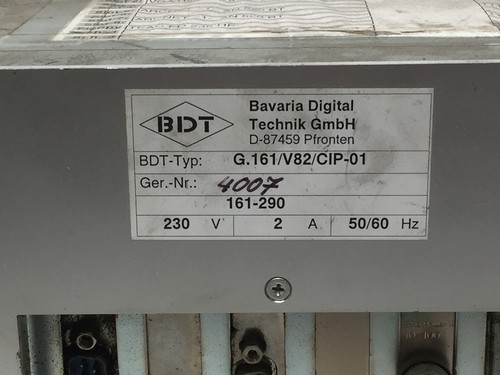 BDT
Bavaria Digital
Technik GmbH
D-87459 Pfronten
BDT-Typ: G.161/V82/CIP-01
Ger.-Nr.: 4007
161-290
230 V 2 A 50/60 Hz